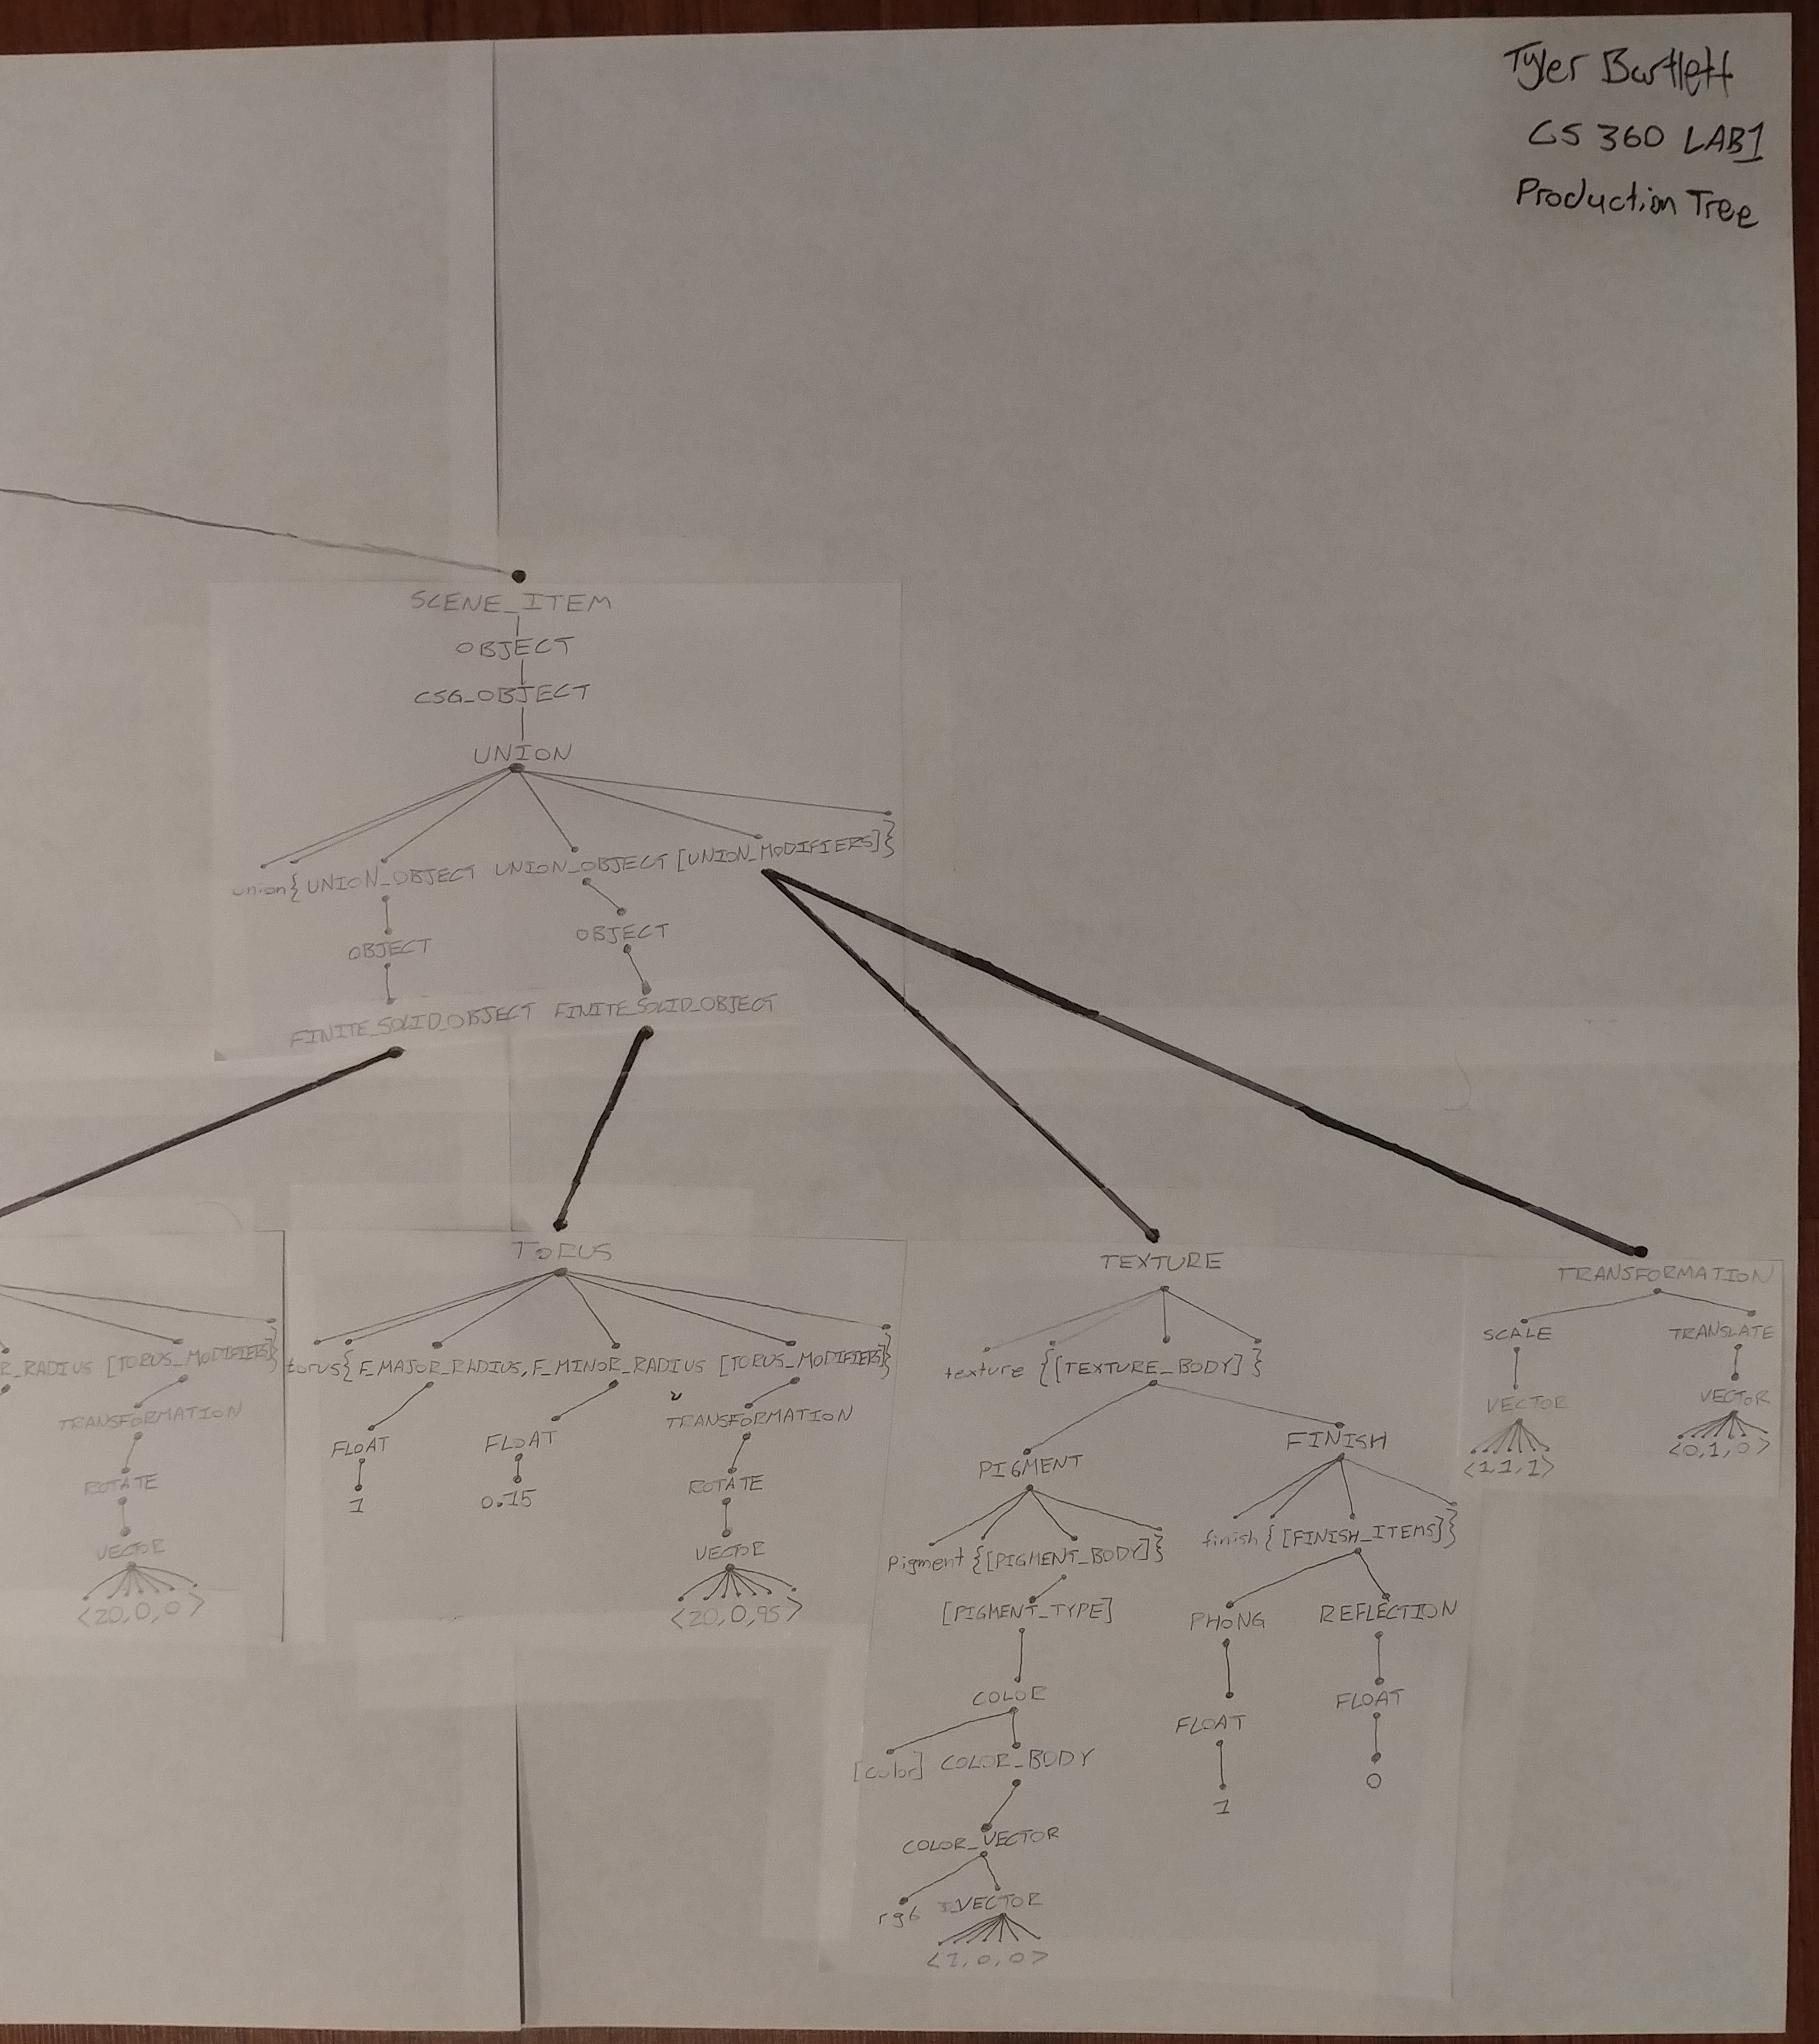 Tyler Bartlett
CS 360 LAB1
Production Tree
SCENE_ITEM
OBJECT
CSG_OBJECT
UNION
union{ UNION_OBJECT UNION_OBJECT [UNION_MODIFIERS]}
OBJECT OBJECT
FINITE_SOLID_OBJECT FINITE_SOLID_OBJECT
TORUS TEXTURE TRANSFORMATION
R_RADIUS [TORUS_MODIFIERS]} torus{ F_MAJOR_RADIUS, F_MINOR_RADIUS [TORUS_MODIFIERS]} texture {[TEXTURE_BODY]} SCALE TRANSLATE
TRANSFORMATION FLOAT FLOAT TRANSFORMATION PIGMENT FINISH VECTOR VECTOR
<1,1,1> <0,1,0>
ROTATE 1 0.15 ROTATE
VECTOR VECTOR pigment {[PIGMENT_BODY]} finish{ [FINISH_ITEMS]}
<20,0,0> <20,0,95> [PIGMENT_TYPE] PHONG REFLECTION
COLOR FLOAT FLOAT
[color] COLOR_BODY 1 0
COLOR_VECTOR
rgb VECTOR
<1,0,0>